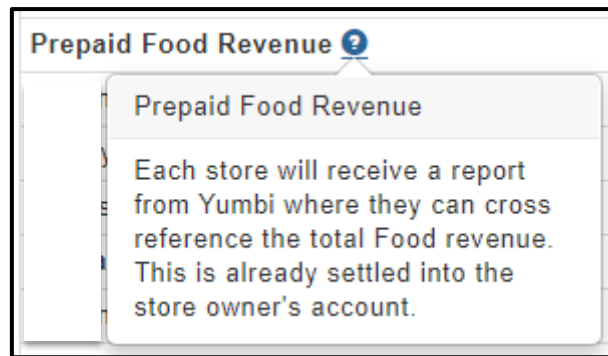 Prepaid Food Revenue ?
Prepaid Food Revenue
Each store will receive a report
from Yumbi where they can cross
reference the total Food revenue.
This is already settled into the
store owner's account.